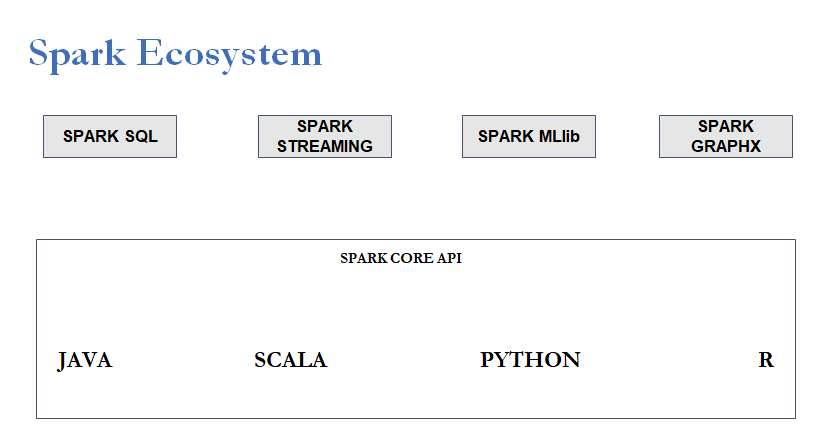 Spark Ecosystem
SPARK SQL
SPARK
STREAMING
SPARK MLlib
SPARK
GRAPHX
SPARK CORE API
JAVA
SCALA
PYTHON
R